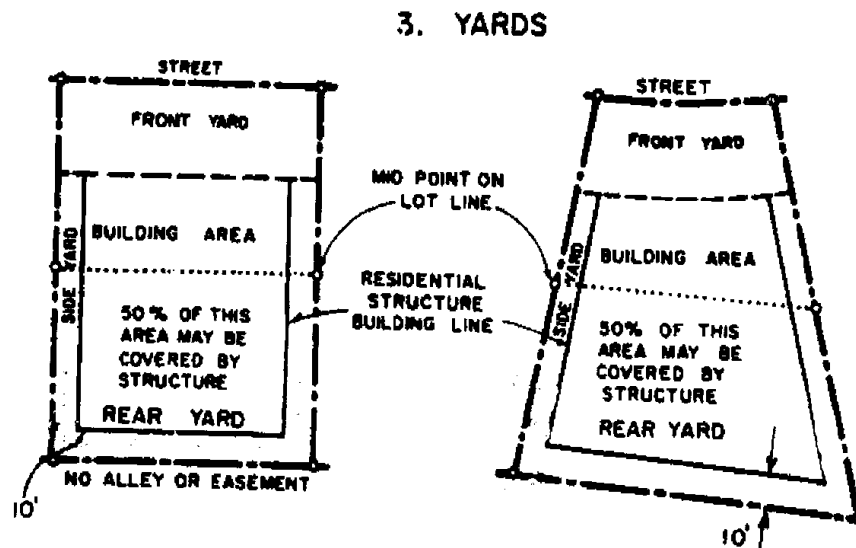 3. YARDS
STREET
FRONT YARD
BUILDING AREA
SIDE YARD
50% OF THIS
AREA MAY BE
COVERED BY
STRUCTURE
REAR YARD
NO ALLEY OR EASEMENT
10'
MID POINT ON
LOT LINE
RESIDENTIAL
STRUCTURE
BUILDING LINE
STREET
FRONT YARD
BUILDING AREA
SIDE YARD
50% OF THIS
AREA MAY BE
COVERED BY
STRUCTURE
REAR YARD
10'